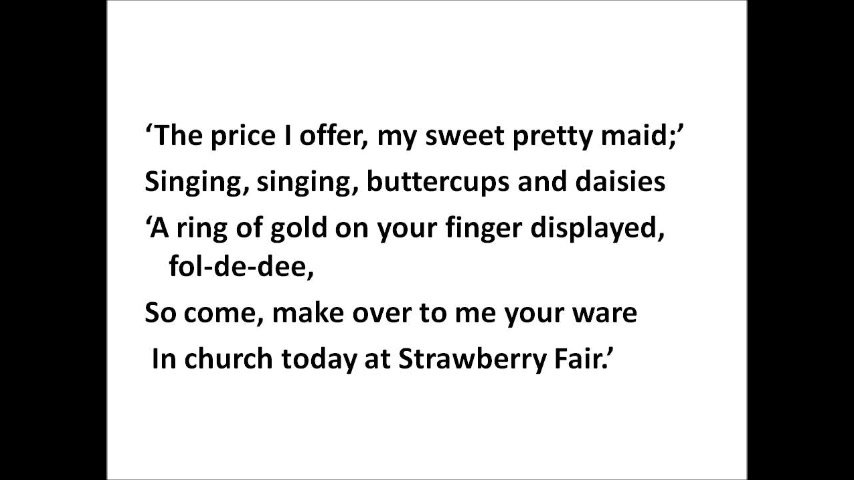 ‘The price I offer, my sweet pretty maid;’
Singing, singing, buttercups and daisies
‘A ring of gold on your finger displayed,
fol-de-dee,
So come, make over to me your ware
In church today at Strawberry Fair.’